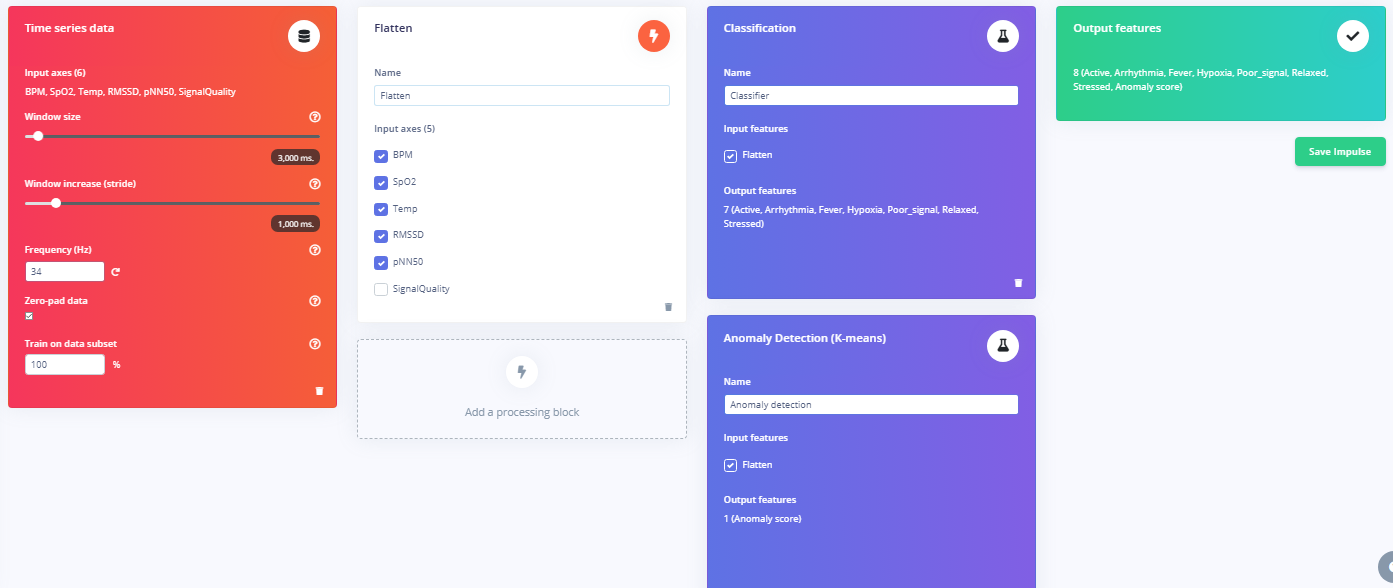 Time series data
Input axes (6)
BPM, SpO2, Temp, RMSSD, pNN50, SignalQuality
Window size
3,000 ms.
Window increase (stride)
1,000 ms.
Frequency (Hz)
34
Zero-pad data
Train on data subset
100 %
Flatten
Name
Flatten
Input axes (5)
BPM
SpO2
Temp
RMSSD
pNN50
SignalQuality
Add a processing block
Classification
Name
Classifier
Input features
Flatten
Output features
7 (Active, Arrhythmia, Fever, Hypoxia, Poor_signal, Relaxed,
Stressed)
Anomaly Detection (K-means)
Name
Anomaly detection
Input features
Flatten
Output features
1 (Anomaly score)
Output features
8 (Active, Arrhythmia, Fever, Hypoxia, Poor_signal, Relaxed,
Stressed, Anomaly score)
Save Impulse